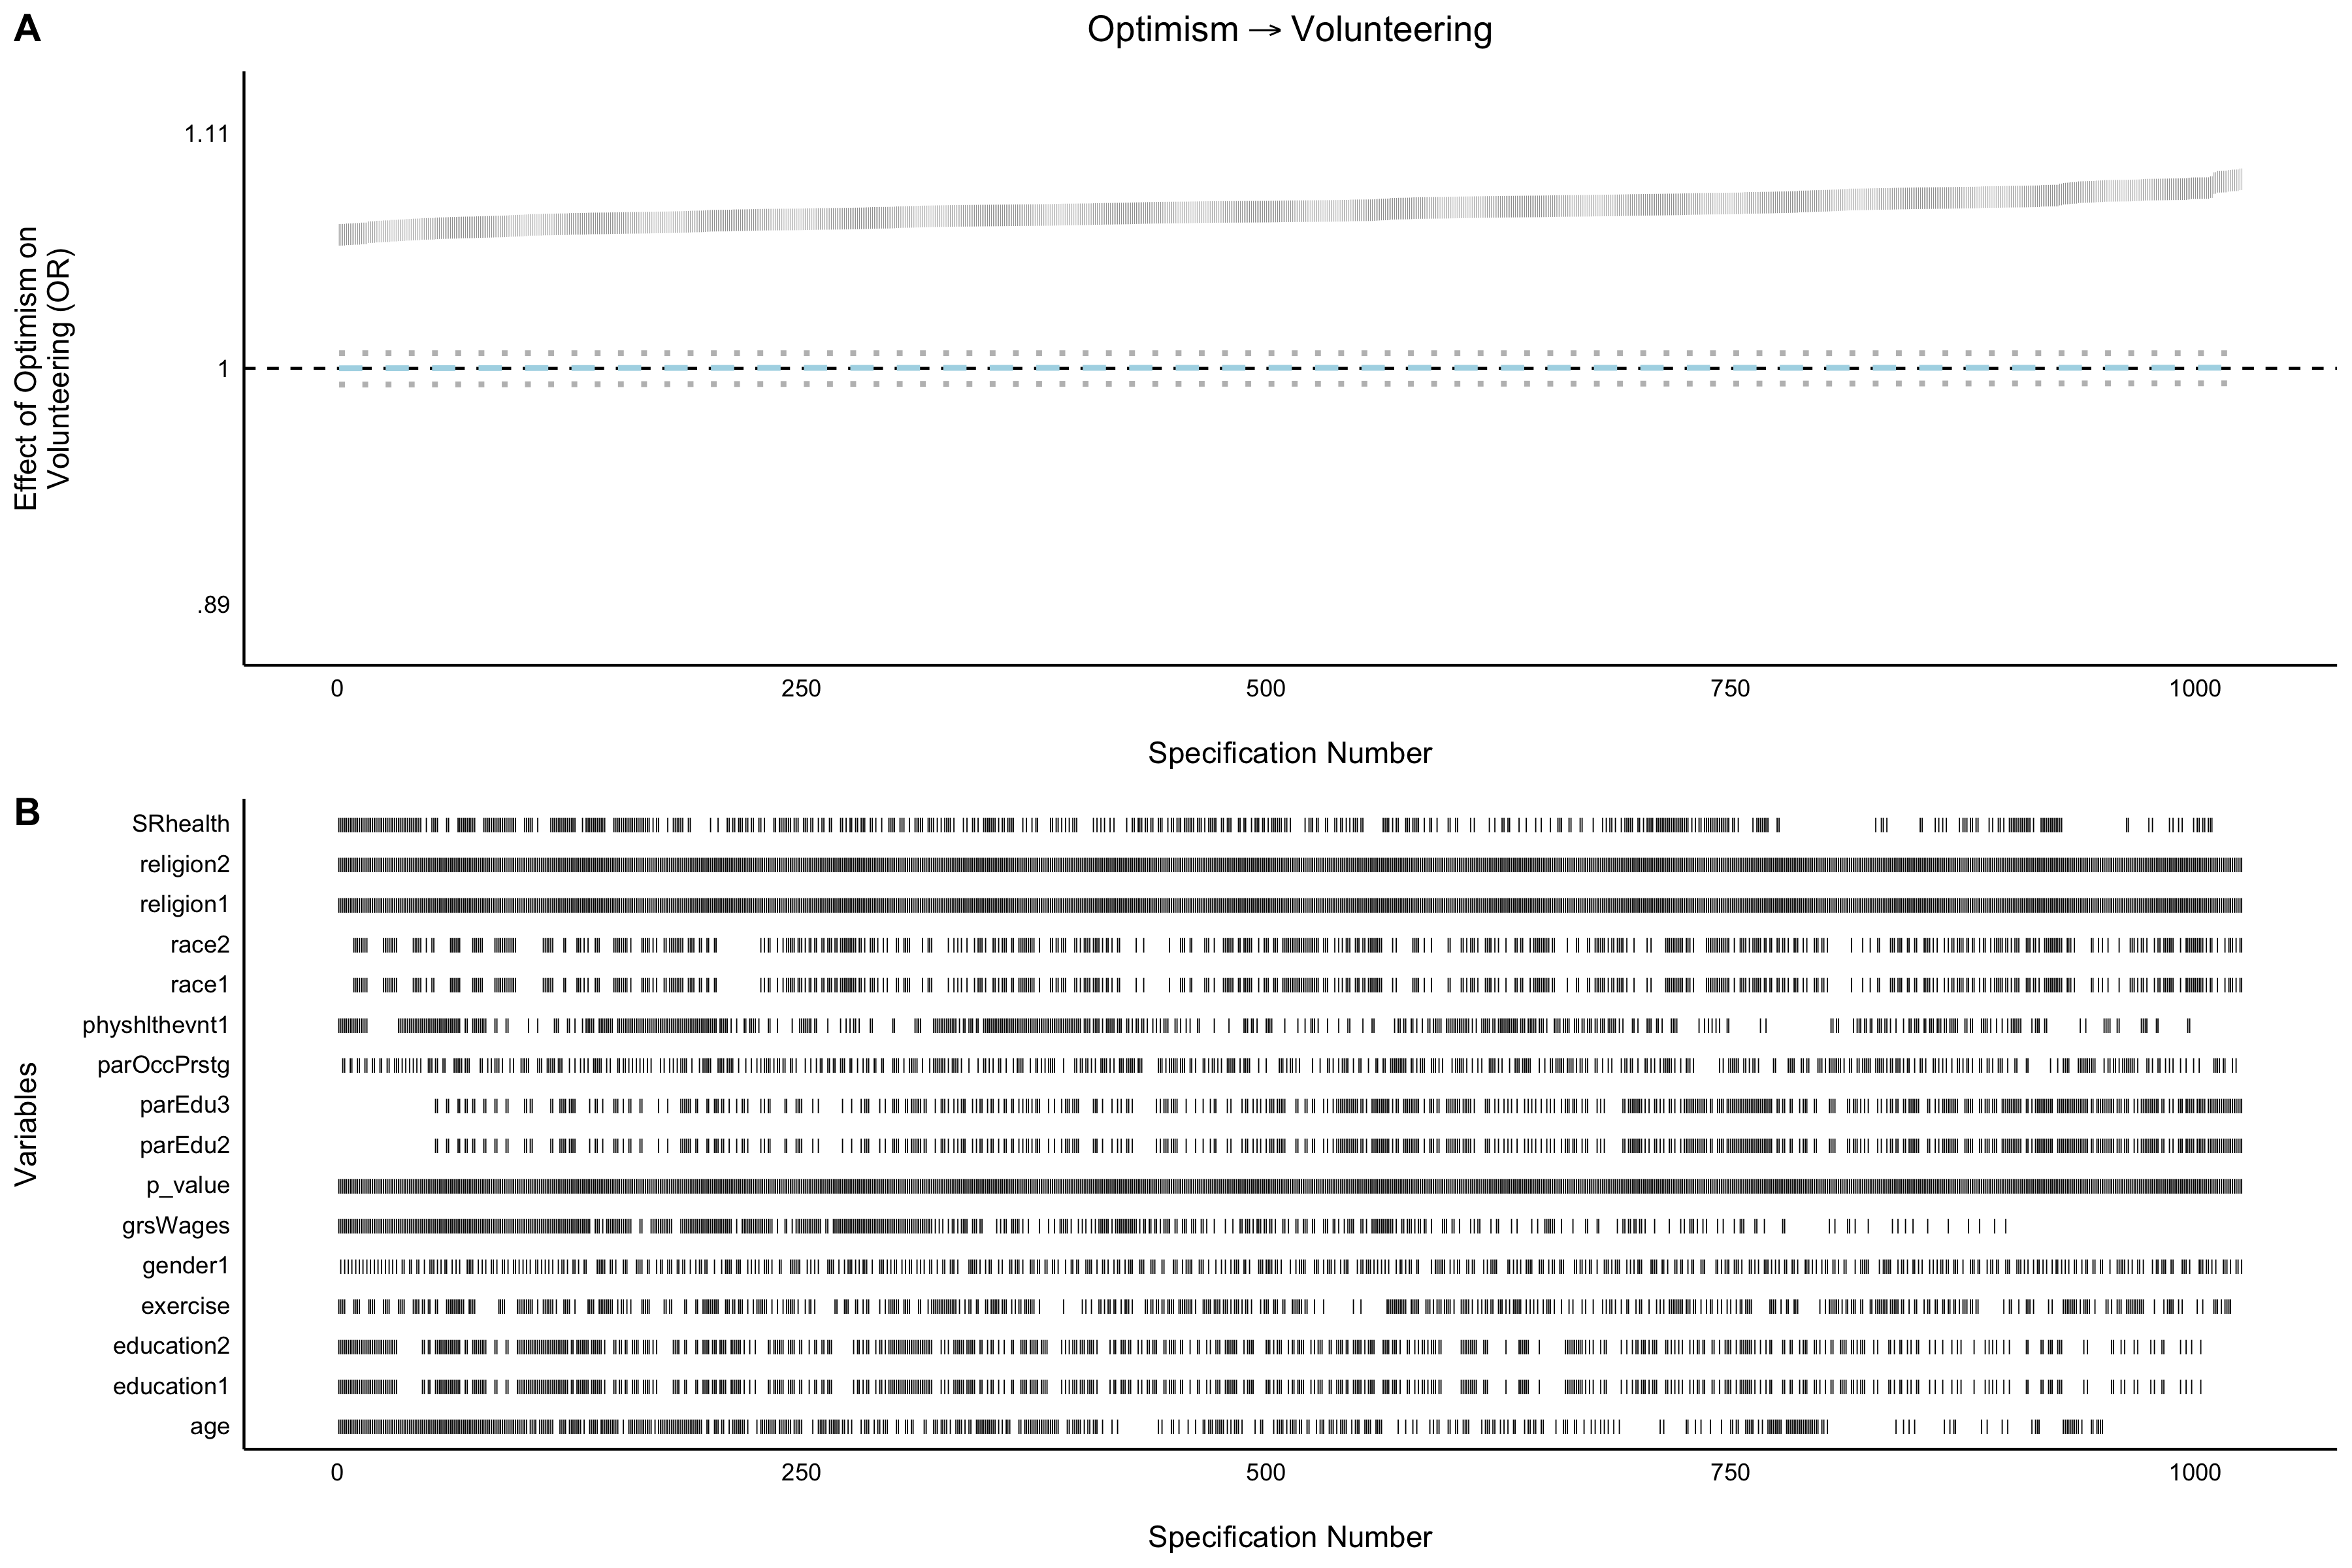 A
Optimism → Volunteering
Effect of Optimism on
Volunteering (OR)
1.11
1
.89
0 250 500 750 1000
Specification Number
B
Variables
SRhealth
religion2
religion1
race2
race1
physhlthevnt1
parOccPrstg
parEdu3
parEdu2
p_value
grsWages
gender1
exercise
education2
education1
age
0 250 500 750 1000
Specification Number